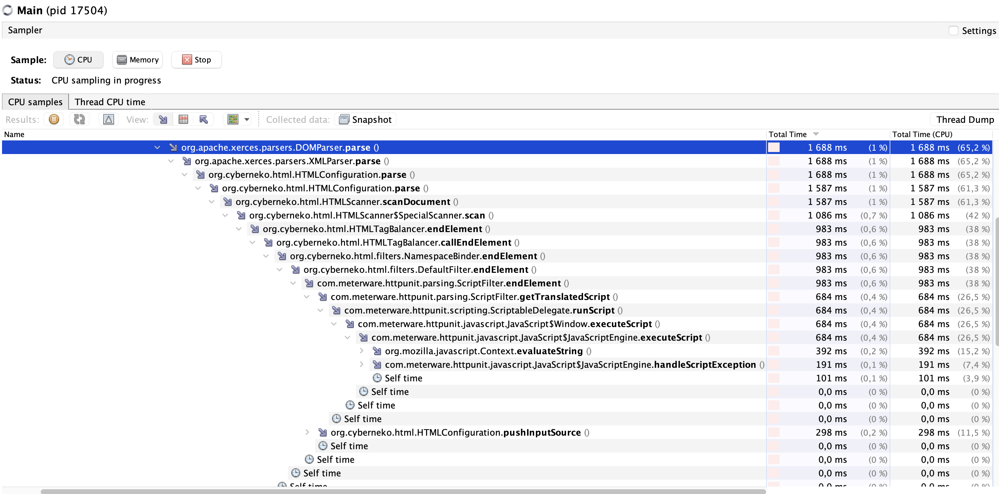 Main (pid 17504)
Sampler Settings
Sample: CPU Memory Stop
Status: CPU sampling in progress
CPU samples Thread CPU time
Results: View: Collected data: Snapshot Thread Dump
Name Total Time Total Time (CPU)
org.apache.xerces.parsers.DOMParser.parse () 1 688 ms (1 %) 1 688 ms (65,2 %)
org.apache.xerces.parsers.XMLParser.parse () 1 688 ms (1 %) 1 688 ms (65,2 %)
org.cyberneko.html.HTMLConfiguration.parse () 1 688 ms (1 %) 1 688 ms (65,2 %)
org.cyberneko.html.HTMLConfiguration.parse () 1 587 ms (1 %) 1 587 ms (61,3 %)
org.cyberneko.html.HTMLScanner.scanDocument () 1 587 ms (1 %) 1 587 ms (61,3 %)
org.cyberneko.html.HTMLScanner$SpecialScanner.scan () 1 086 ms (0,7 %) 1 086 ms (42 %)
org.cyberneko.html.HTMLTagBalancer.endElement () 983 ms (0,6 %) 983 ms (38 %)
org.cyberneko.html.HTMLTagBalancer.callEndElement () 983 ms (0,6 %) 983 ms (38 %)
org.cyberneko.html.filters.NamespaceBinder.endElement () 983 ms (0,6 %) 983 ms (38 %)
org.cyberneko.html.filters.DefaultFilter.endElement () 983 ms (0,6 %) 983 ms (38 %)
com.meterware.httpunit.parsing.ScriptFilter.endElement () 983 ms (0,6 %) 983 ms (38 %)
com.meterware.httpunit.parsing.ScriptFilter.getTranslatedScript () 684 ms (0,4 %) 684 ms (26,5 %)
com.meterware.httpunit.scripting.ScriptableDelegate.runScript () 684 ms (0,4 %) 684 ms (26,5 %)
com.meterware.httpunit.javascript.JavaScript$Window.executeScript () 684 ms (0,4 %) 684 ms (26,5 %)
com.meterware.httpunit.javascript.JavaScript$JavaScriptEngine.executeScript () 684 ms (0,4 %) 684 ms (26,5 %)
org.mozilla.javascript.Context.evaluateString () 392 ms (0,2 %) 392 ms (15,2 %)
com.meterware.httpunit.javascript.JavaScript$JavaScriptEngine.handleScriptException () 191 ms (0,1 %) 191 ms (7,4 %)
Self time 101 ms (0,1 %) 101 ms (3,9 %)
Self time 0,0 ms (0 %) 0,0 ms (0 %)
Self time 0,0 ms (0 %) 0,0 ms (0 %)
Self time 0,0 ms (0 %) 0,0 ms (0 %)
org.cyberneko.html.HTMLConfiguration.pushInputSource () 298 ms (0,2 %) 298 ms (11,5 %)
Self time 0,0 ms (0 %) 0,0 ms (0 %)
Self time 0,0 ms (0 %) 0,0 ms (0 %)
Self time 0,0 ms (0 %) 0,0 ms (0 %)
Self time 0,0 ms (0 %) 0,0 ms (0 %)